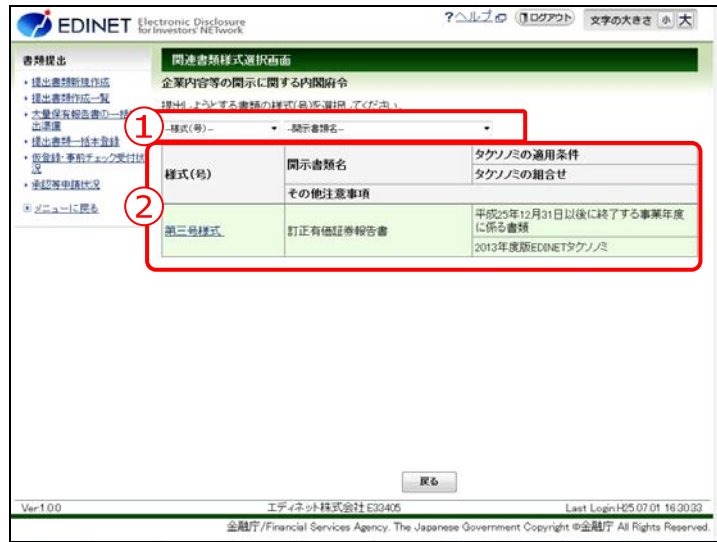 EDINET Electronic Disclosure for Investors' NETwork
?ヘルプ ログアウト 文字の大きさ 小 大
書類提出
・提出書類新規作成
・提出書類作成一覧
・大量保有報告書の一括
出準備
・提出書類一括本登録
・仮登録・事前チェック受付状
況
・承認等申請状況
メニューに戻る
関連書類様式選択画面
企業内容等の開示に関する内閣府令
提出しようとする書類の様式(号)を選択してください。
①
--様式(号)-- --開示書類名--
②
様式(号) 開示書類名 タクソノミの適用条件
タクソノミの組合せ
その他注意事項
第三号様式 訂正有価証券報告書 平成25年12月31日以後に終了する事業年度
に係る書類
2013年度版EDINETタクソノミ
戻る
Ver.1.0.0 エディネット株式会社 E33405 Last Login:H25.07.01 16:30:33
金融庁/Financial Services Agency. The Japanese Government Copyright ©金融庁 All Rights Reserved.